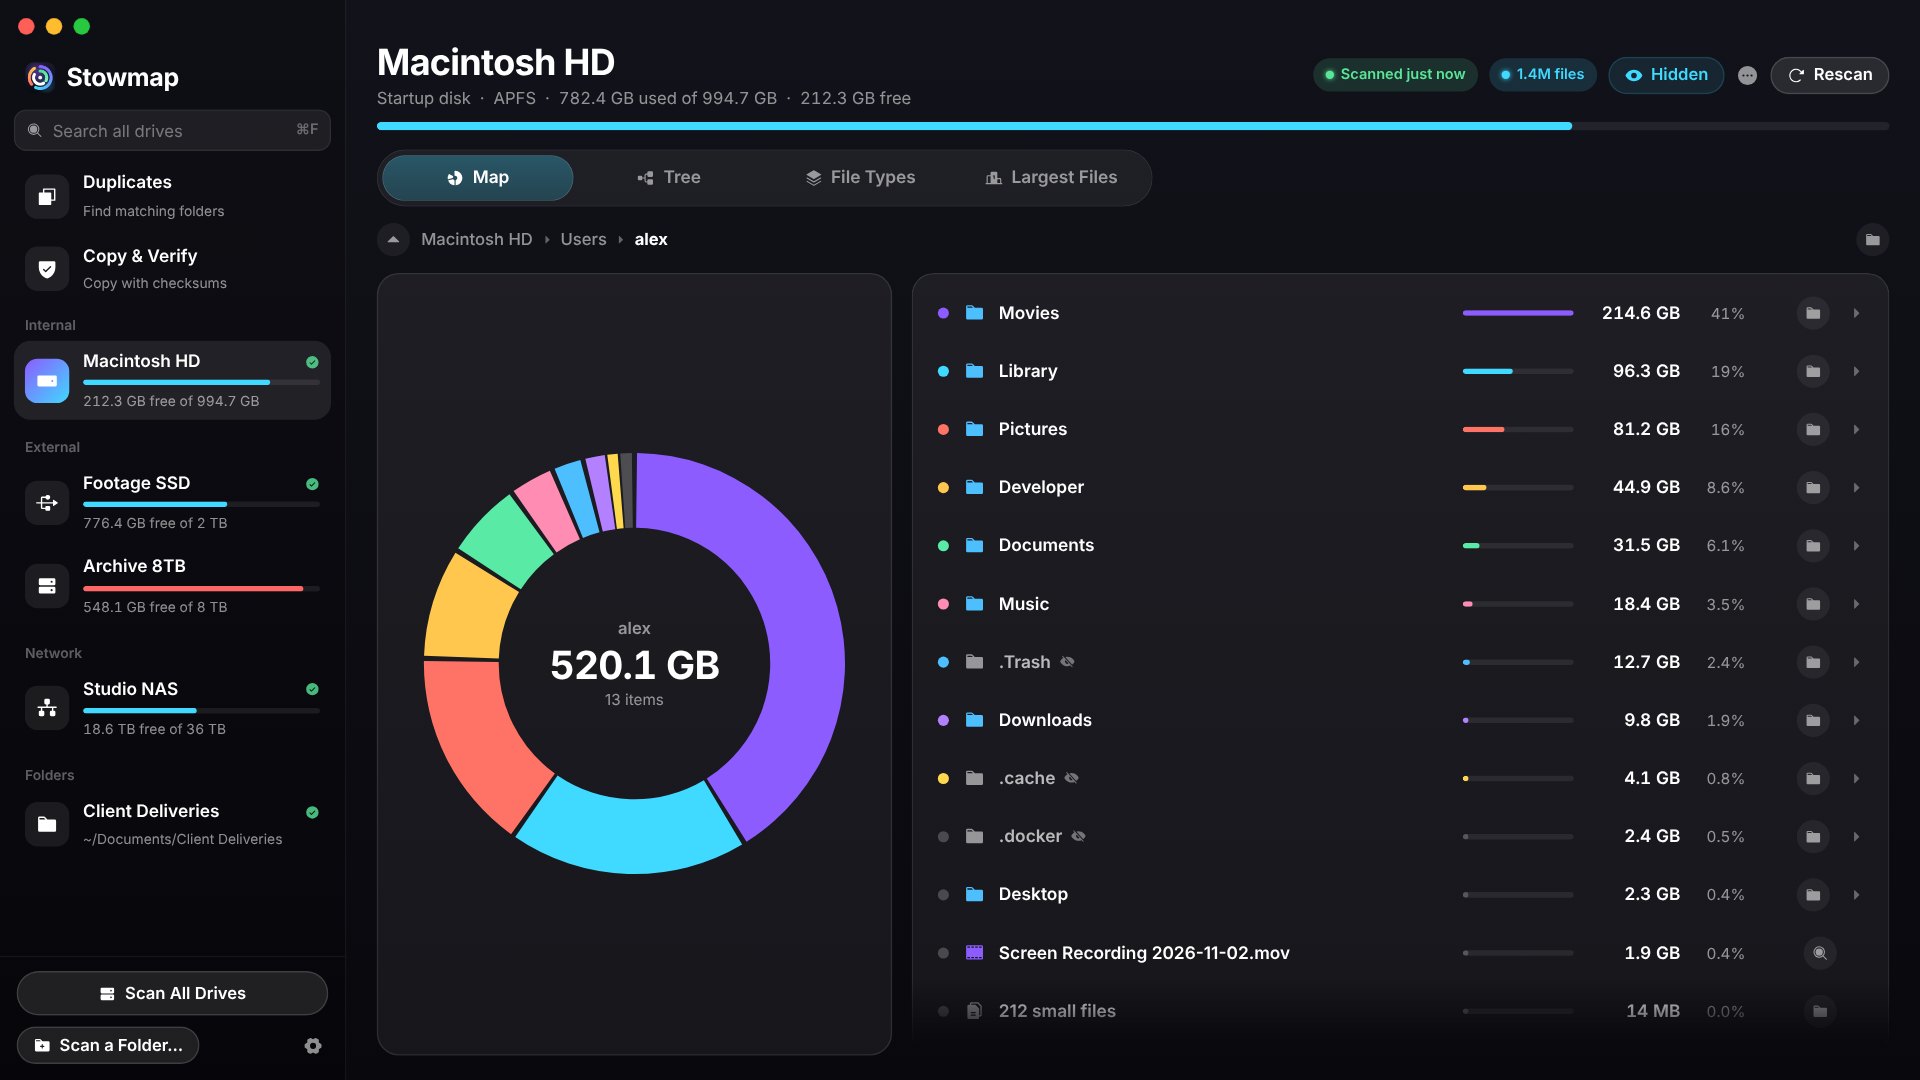 Stowmap
Search all drives ⌘F
Duplicates
Find matching folders
Copy & Verify
Copy with checksums
Internal
Macintosh HD
212.3 GB free of 994.7 GB
External
Footage SSD
776.4 GB free of 2 TB
Archive 8TB
548.1 GB free of 8 TB
Network
Studio NAS
18.6 TB free of 36 TB
Folders
Client Deliveries
~/Documents/Client Deliveries
Scan All Drives
Scan a Folder...
Macintosh HD
Startup disk · APFS · 782.4 GB used of 994.7 GB · 212.3 GB free
Scanned just now
1.4M files
Hidden
Rescan
Map
Tree
File Types
Largest Files
Macintosh HD › Users › alex
alex
520.1 GB
13 items
Movies 214.6 GB 41%
Library 96.3 GB 19%
Pictures 81.2 GB 16%
Developer 44.9 GB 8.6%
Documents 31.5 GB 6.1%
Music 18.4 GB 3.5%
.Trash 12.7 GB 2.4%
Downloads 9.8 GB 1.9%
.cache 4.1 GB 0.8%
.docker 2.4 GB 0.5%
Desktop 2.3 GB 0.4%
Screen Recording 2026-11-02.mov 1.9 GB 0.4%
212 small files 14 MB 0.0%